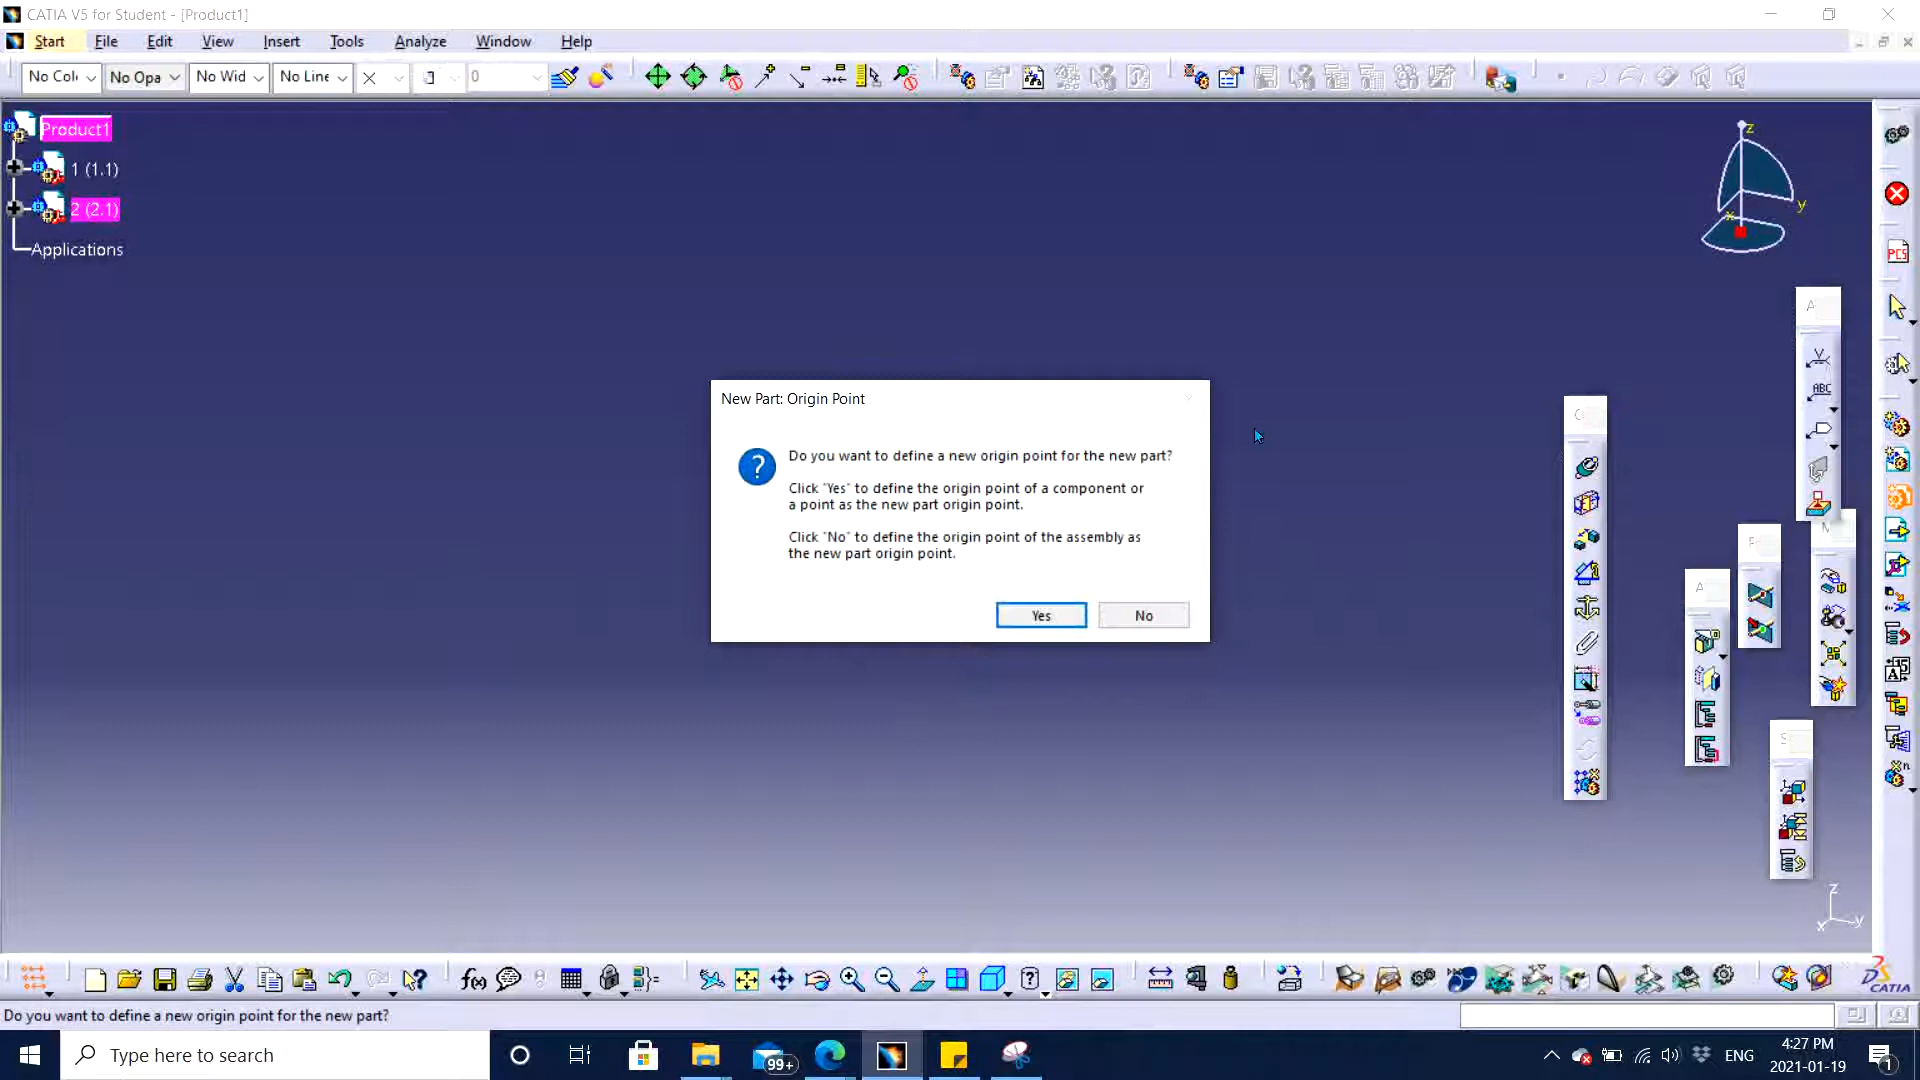 CATIA V5 for Student - [Product1]
Start File Edit View Insert Tools Analyze Window Help
No Col No Opa No Wid No Line 0
Product1
1 (1.1)
2 (2.1)
Applications
z
y
x
New Part: Origin Point
Do you want to define a new origin point for the new part?
Click "Yes" to define the origin point of a component or
a point as the new part origin point.
Click "No" to define the origin point of the assembly as
the new part origin point.
Yes No
PCS
A
ABC
C
A
M
S
z
x y
f(x)
CATIA
Do you want to define a new origin point for the new part?
Type here to search
99+
ENG
4:27 PM
2021-01-19
1